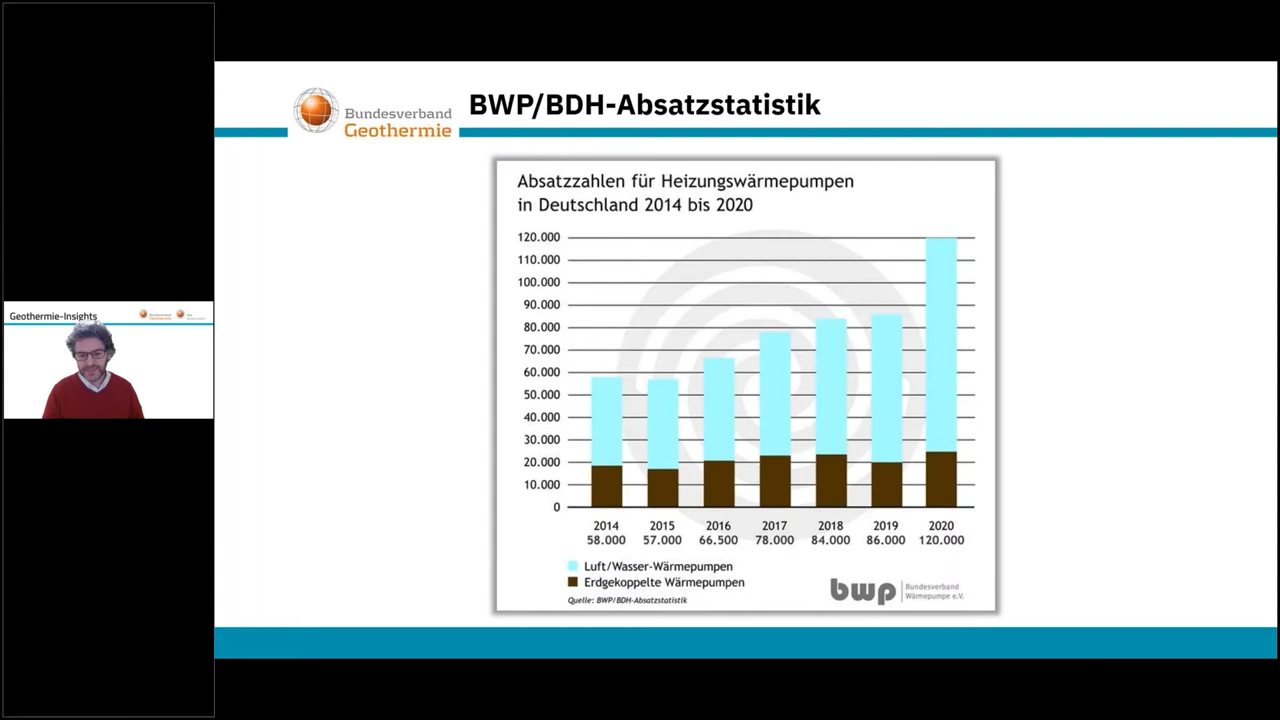 BWP/BDH-Absatzstatistik
Bundesverband
Geothermie
Absatzzahlen für Heizungswärmepumpen
in Deutschland 2014 bis 2020
120.000
110.000
100.000
90.000
80.000
70.000
60.000
50.000
40.000
30.000
20.000
10.000
0
2014 2015 2016 2017 2018 2019 2020
58.000 57.000 66.500 78.000 84.000 86.000 120.000
Luft/Wasser-Wärmepumpen
Erdgekoppelte Wärmepumpen
Quelle: BWP/BDH-Absatzstatistik
bwp
Bundesverband
Wärmepumpe e.V.
Geothermie-Insights